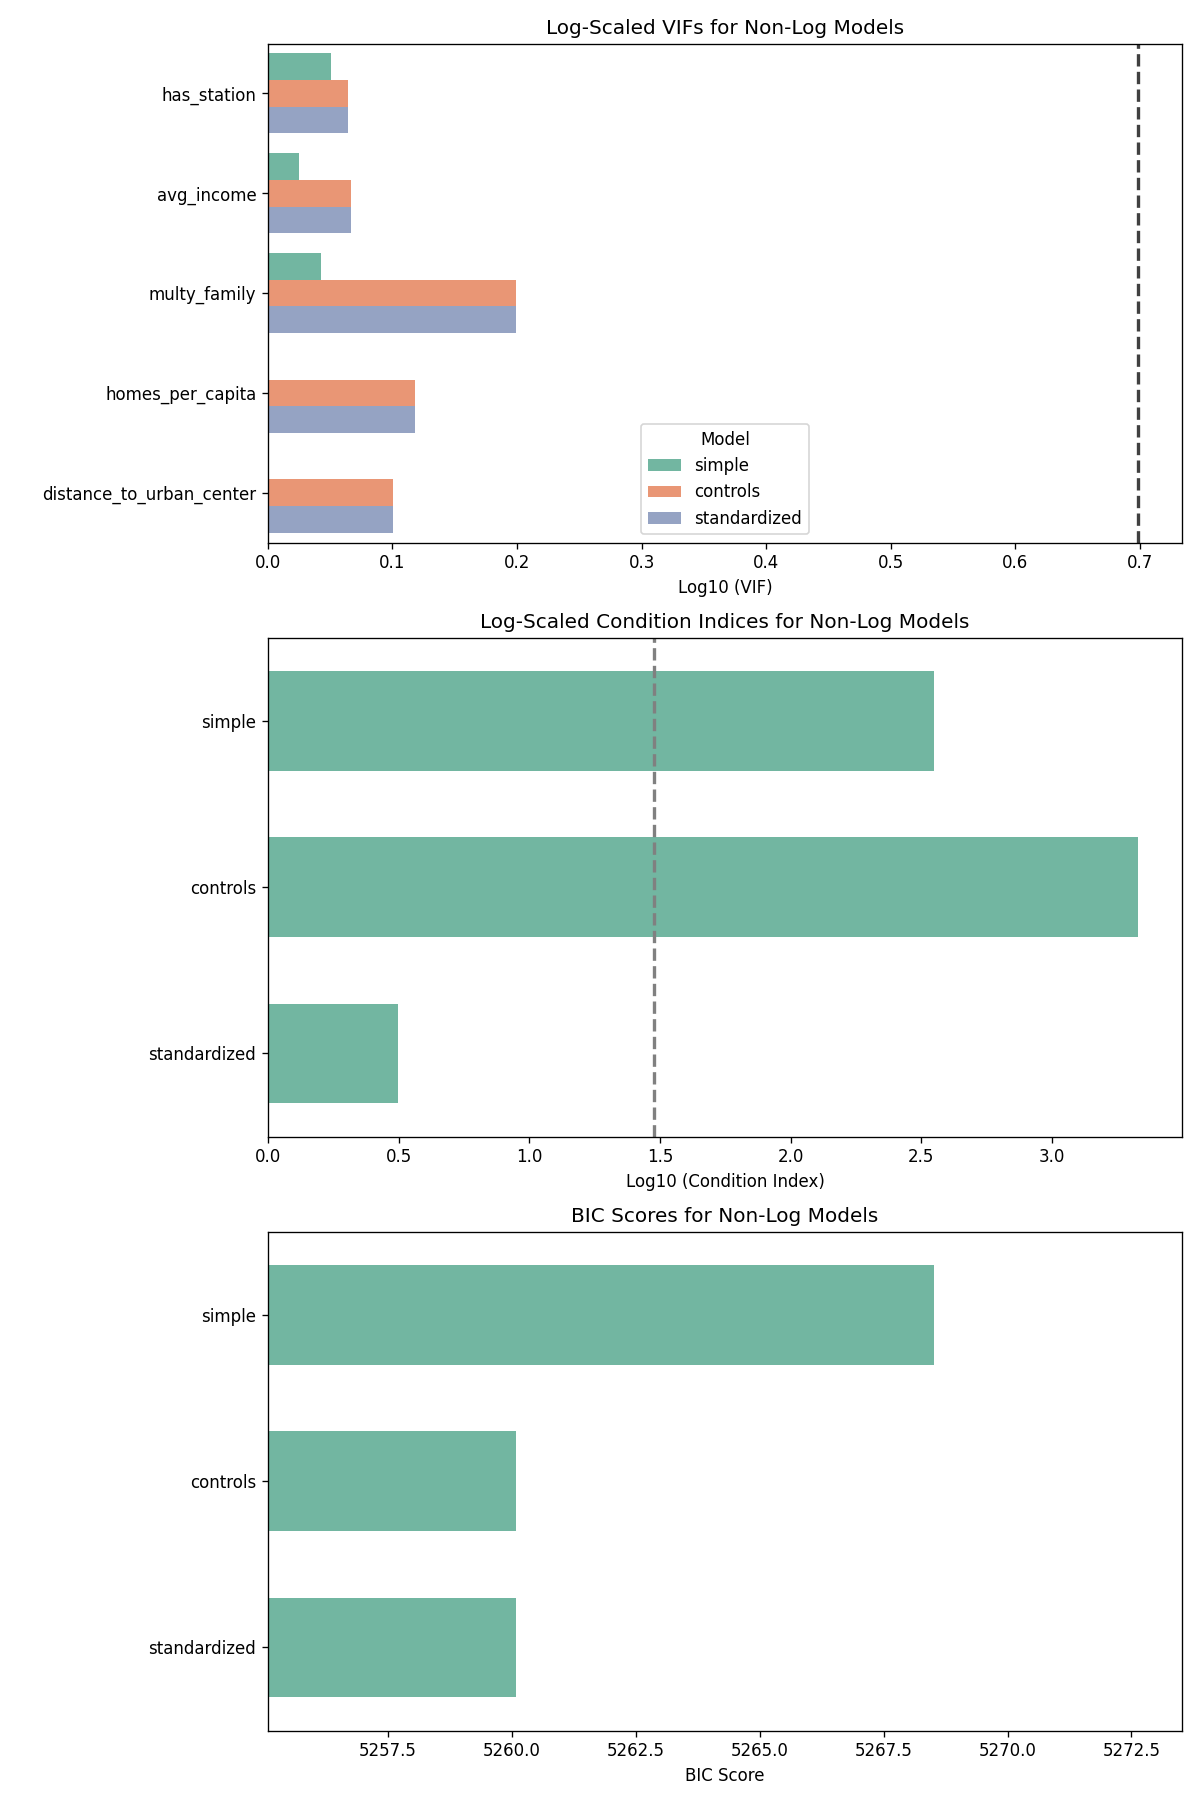 Log-Scaled VIFs for Non-Log Models
has_station
avg_income
multy_family
homes_per_capita
distance_to_urban_center
Model
simple
controls
standardized
0.0 0.1 0.2 0.3 0.4 0.5 0.6 0.7
Log10 (VIF)
Log-Scaled Condition Indices for Non-Log Models
simple
controls
standardized
0.0 0.5 1.0 1.5 2.0 2.5 3.0
Log10 (Condition Index)
BIC Scores for Non-Log Models
simple
controls
standardized
5257.5 5260.0 5262.5 5265.0 5267.5 5270.0 5272.5
BIC Score